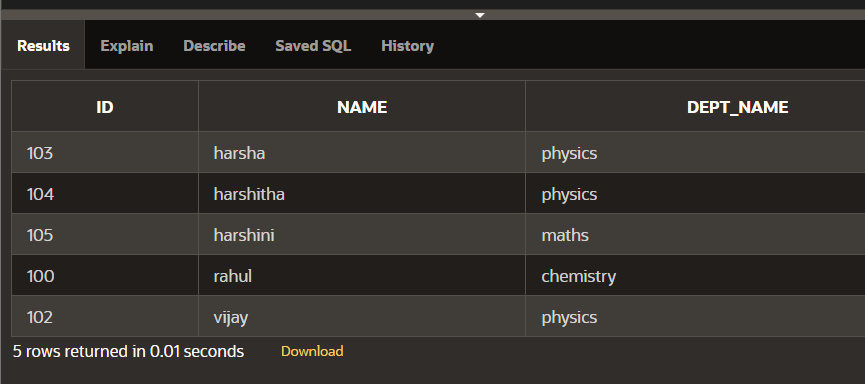 Results Explain Describe Saved SQL History
ID NAME DEPT_NAME
103 harsha physics
104 harshitha physics
105 harshini maths
100 rahul chemistry
102 vijay physics
5 rows returned in 0.01 seconds Download